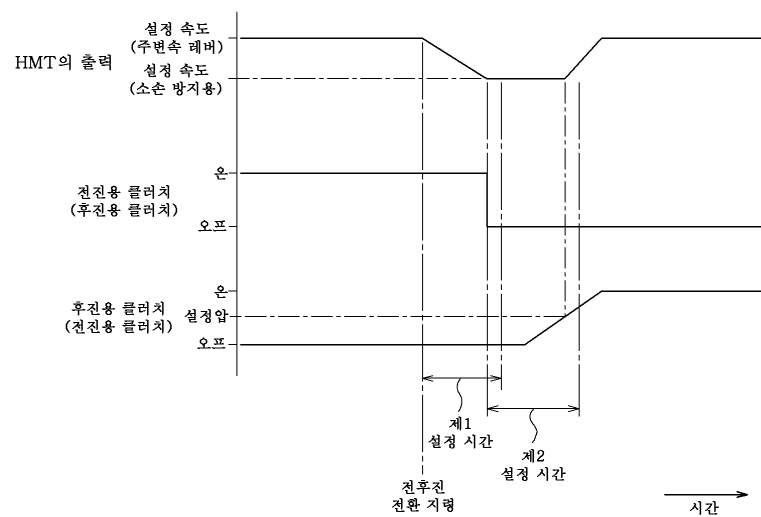 설정 속도
(주변속 레버)
HMT의 출력
설정 속도
(소손 방지용)
온
전진용 클러치
(후진용 클러치)
오프
온
후진용 클러치
(전진용 클러치)
설정압
오프
제1
설정 시간
제2
설정 시간
전후진
전환 지령
시간